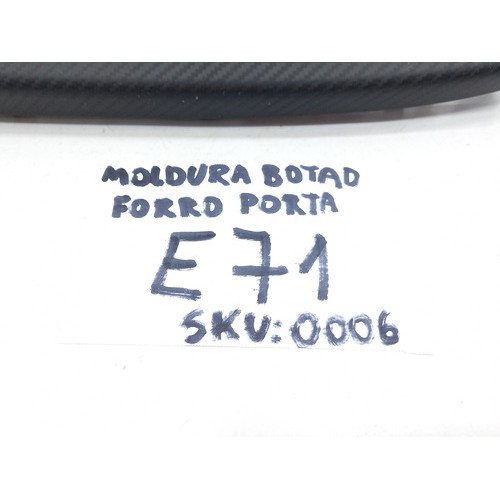 MOLDURA BOTAO
FORRO PORTA
E71
SKU:0006